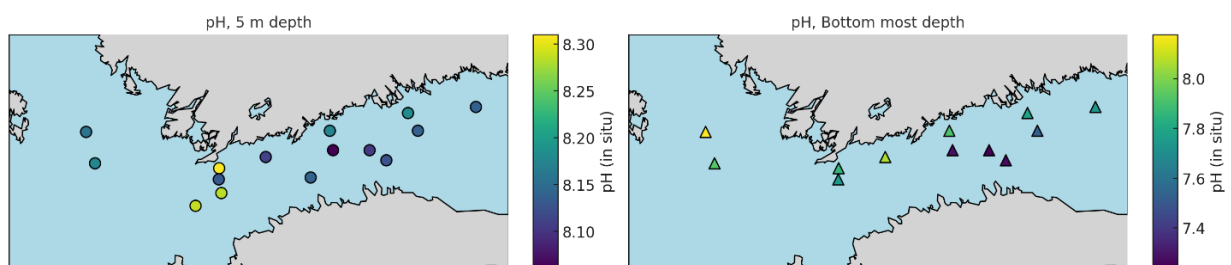 pH, 5 m depth
8.30
8.25
8.20
8.15
8.10
pH (in situ)
pH, Bottom most depth
8.0
7.8
7.6
7.4
pH (in situ)